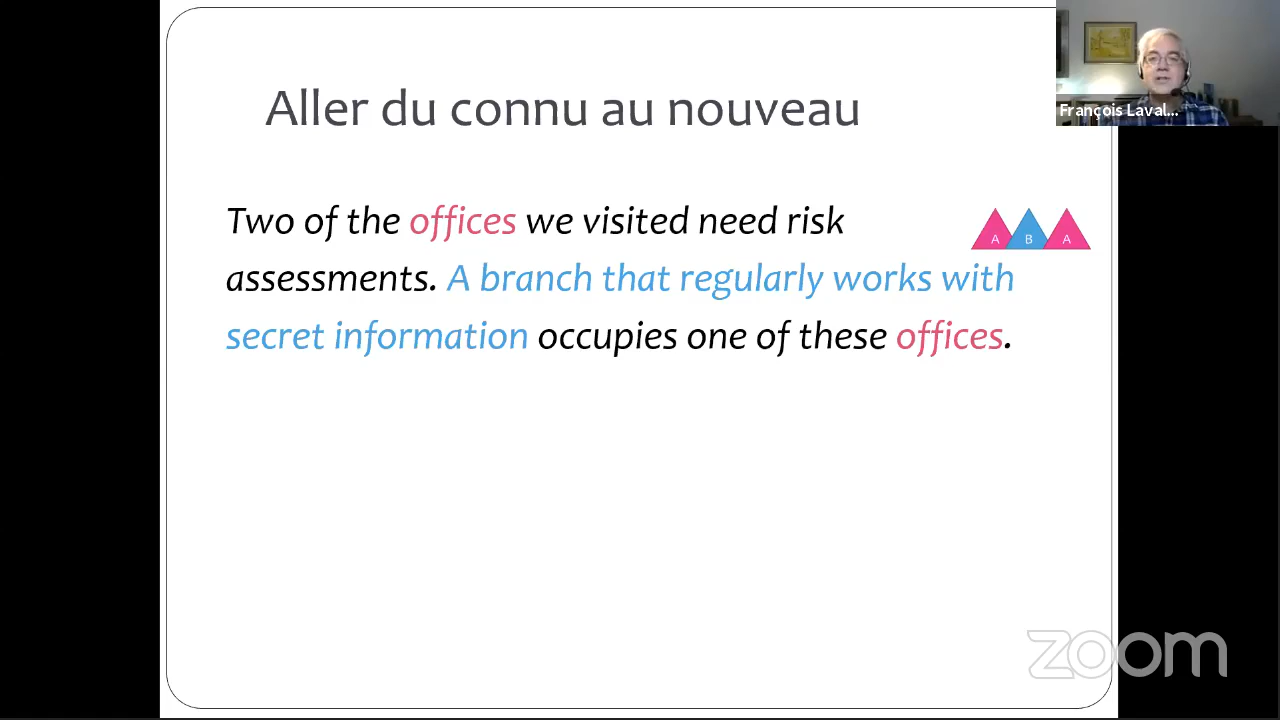 Aller du connu au nouveau
Two of the offices we visited need risk
assessments. A branch that regularly works with
secret information occupies one of these offices.
A B A
François Laval...
zoom